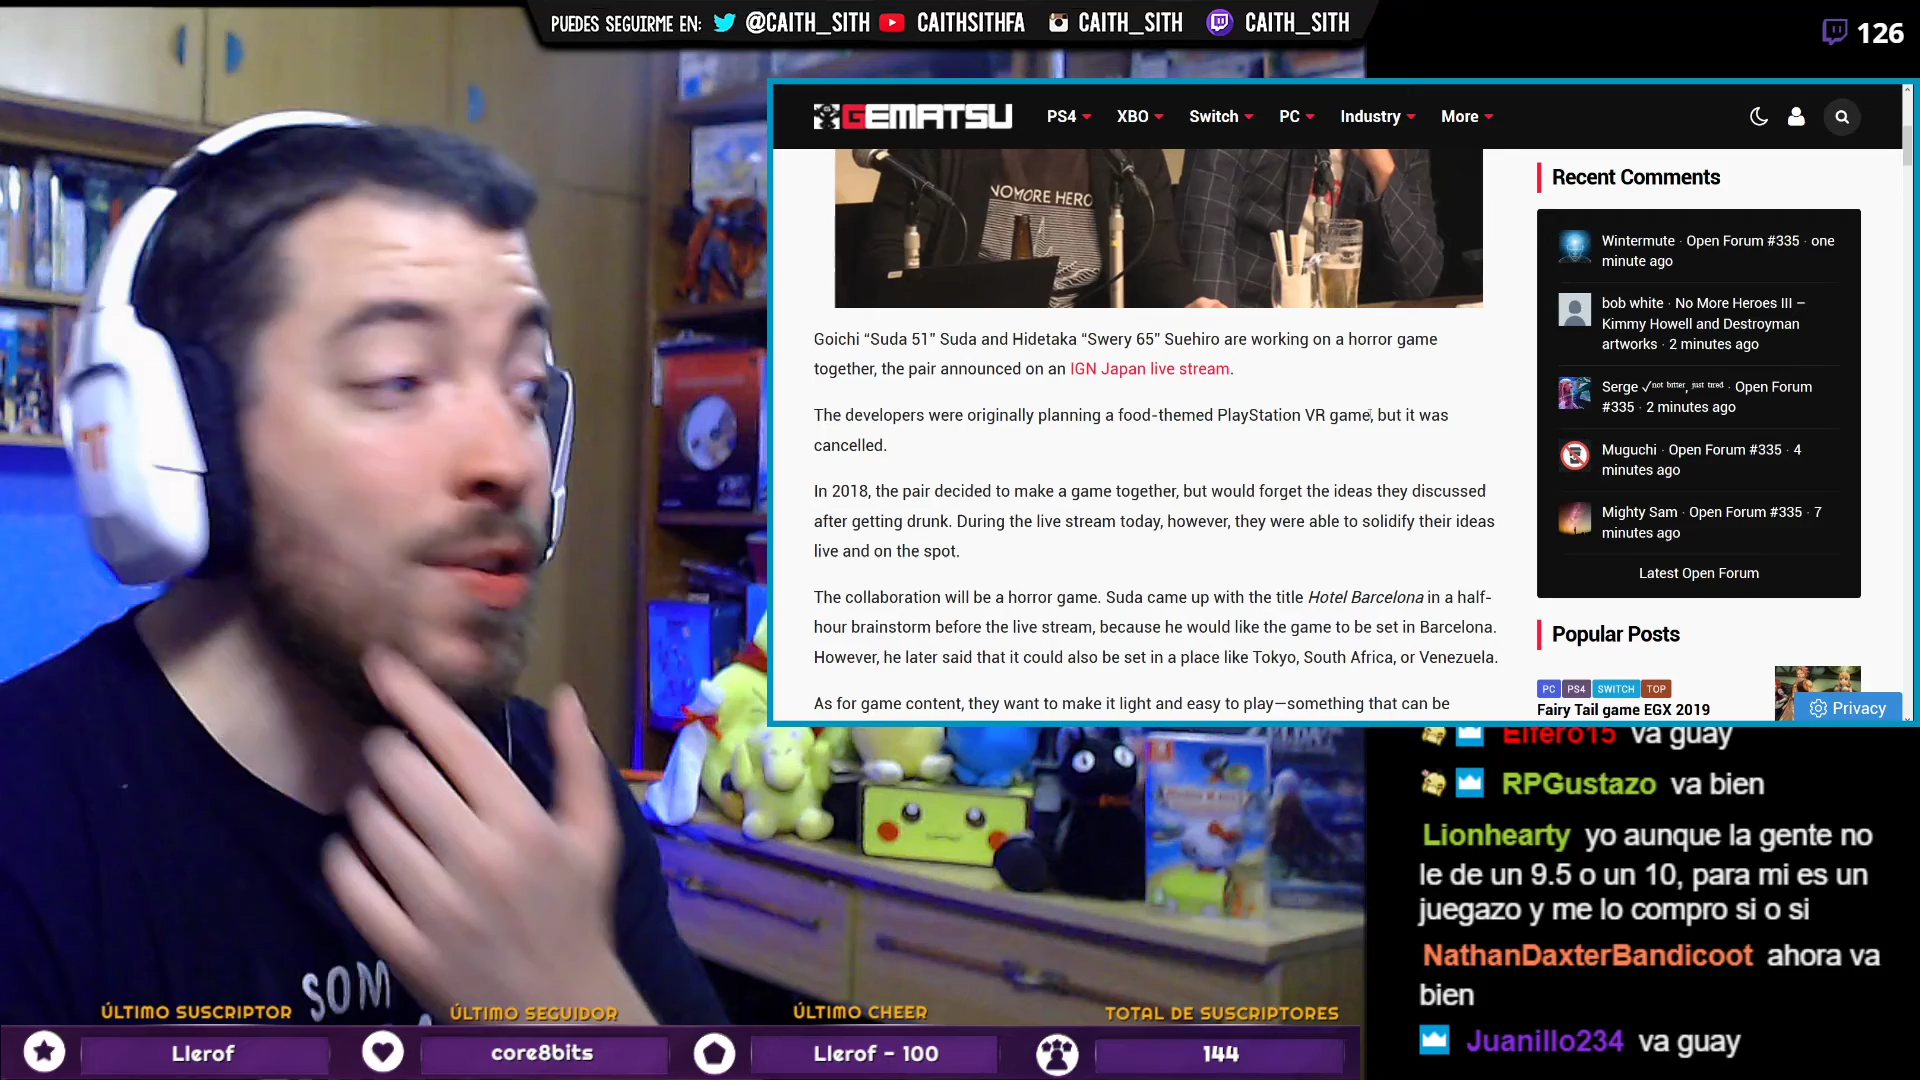 PUEDES SEGUIRME EN: @CAITH_SITH CAITHSITHFA CAITH_SITH CAITH_SITH
126
GEMATSU PS4 XBO Switch PC Industry More
NO MORE HERO
Goichi “Suda 51” Suda and Hidetaka “Swery 65” Suehiro are working on a horror game
together, the pair announced on an IGN Japan live stream.
The developers were originally planning a food-themed PlayStation VR game, but it was
cancelled.
In 2018, the pair decided to make a game together, but would forget the ideas they discussed
after getting drunk. During the live stream today, however, they were able to solidify their ideas
live and on the spot.
The collaboration will be a horror game. Suda came up with the title Hotel Barcelona in a half-
hour brainstorm before the live stream, because he would like the game to be set in Barcelona.
However, he later said that it could also be set in a place like Tokyo, South Africa, or Venezuela.
As for game content, they want to make it light and easy to play—something that can be
Recent Comments
Wintermute · Open Forum #335 · one
minute ago
bob white · No More Heroes III –
Kimmy Howell and Destroyman
artworks · 2 minutes ago
Serge ✓not bitter, just tired · Open Forum
#335 · 2 minutes ago
Muguchi · Open Forum #335 · 4
minutes ago
Mighty Sam · Open Forum #335 · 7
minutes ago
Latest Open Forum
Popular Posts
PC PS4 SWITCH TOP
Fairy Tail game EGX 2019
Privacy
Elfero15 va guay
RPGustazo va bien
Lionhearty yo aunque la gente no
le de un 9.5 o un 10, para mi es un
juegazo y me lo compro si o si
NathanDaxterBandicoot ahora va
bien
Juanillo234 va guay
SOM
ÚLTIMO SUSCRIPTOR ÚLTIMO SEGUIDOR ÚLTIMO CHEER TOTAL DE SUSCRIPTORES
Llerof core8bits Llerof - 100 144